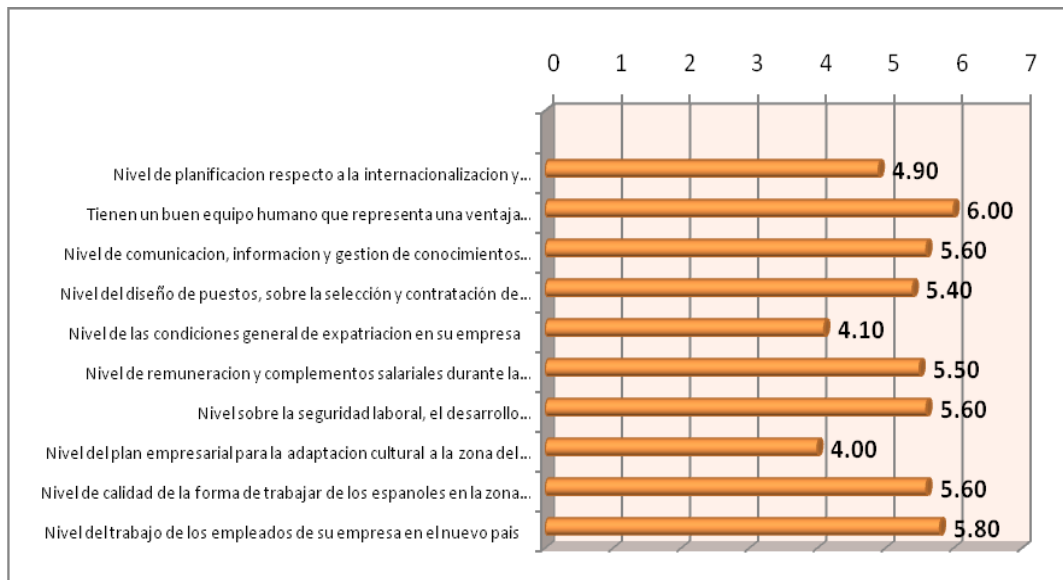 0 1 2 3 4 5 6 7
Nivel de planificacion respecto a la internacionalizacion y... 4.90
Tienen un buen equipo humano que representa una ventaja... 6.00
Nivel de comunicacion, informacion y gestion de conocimientos... 5.60
Nivel del diseño de puestos, sobre la selección y contratación de... 5.40
Nivel de las condiciones general de expatriacion en su empresa 4.10
Nivel de remuneracion y complementos salariales durante la... 5.50
Nivel sobre la seguridad laboral, el desarrollo... 5.60
Nivel del plan empresarial para la adaptacion cultural a la zona del... 4.00
Nivel de calidad de la forma de trabajar de los espanoles en la zona... 5.60
Nivel del trabajo de los empleados de su empresa en el nuevo pais 5.80